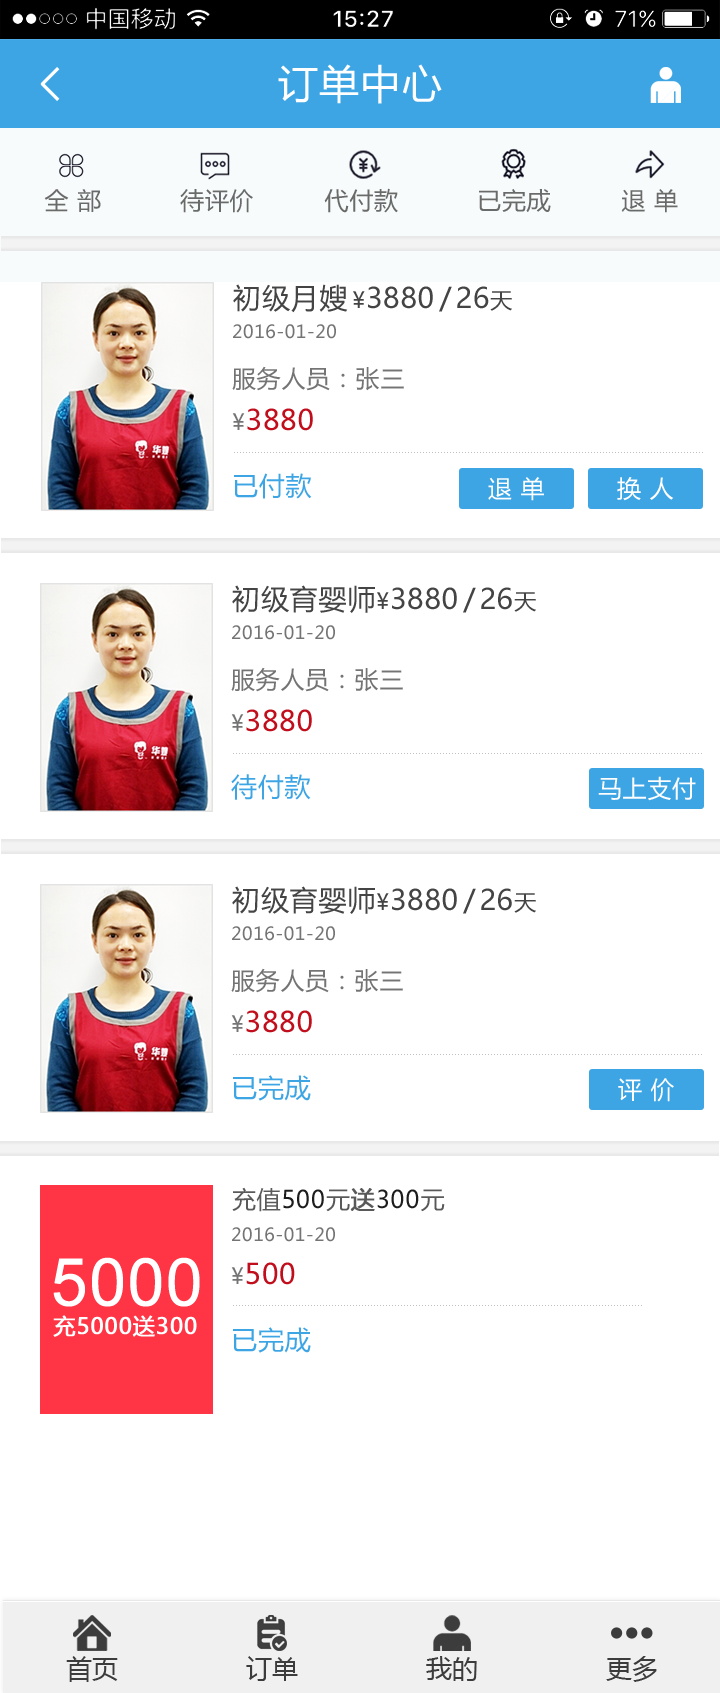 中国移动 15:27 71%
订单中心
全 部 待评价 代付款 已完成 退 单
初级月嫂¥3880/26天
2016-01-20
服务人员：张三
¥3880
已付款 退 单 换 人
初级育婴师¥3880/26天
2016-01-20
服务人员：张三
¥3880
待付款 马上支付
初级育婴师¥3880/26天
2016-01-20
服务人员：张三
¥3880
已完成 评 价
充值500元送300元
2016-01-20
¥500
5000
充5000送300
已完成
首页 订单 我的 更多